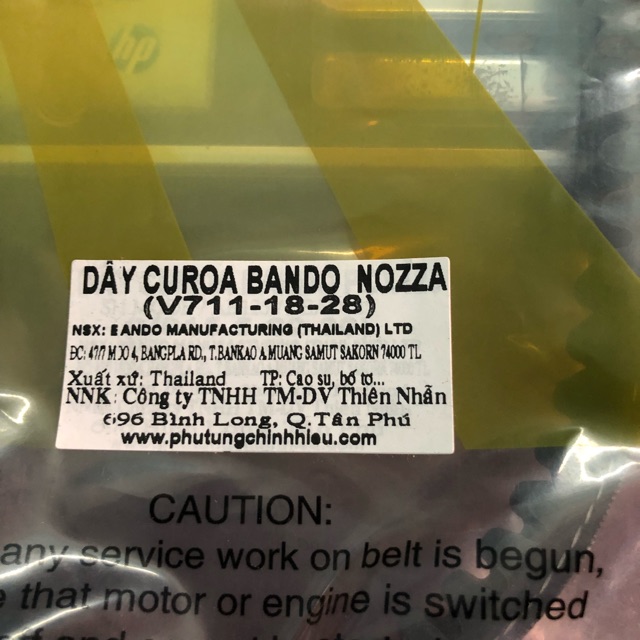 hp
DÂY CUROA BANDO NOZZA
(V711-18-28)
NSX: BANDO MANUFACTURING (THAILAND) LTD
ĐC: 47/7 MOO 4, BANGPLA RD., T.BANKAO A.MUANG SAMUT SAKORN 74000 TL
Xuất xứ: Thailand TP: Cao su, bố tơ...
NNK: Công ty TNHH TM-DV Thiên Nhẫn
696 Bình Long, Q.Tân Phú
www.phutungchinhhieu.com
CAUTION:
any service work on belt is begun,
that motor or engine is switched